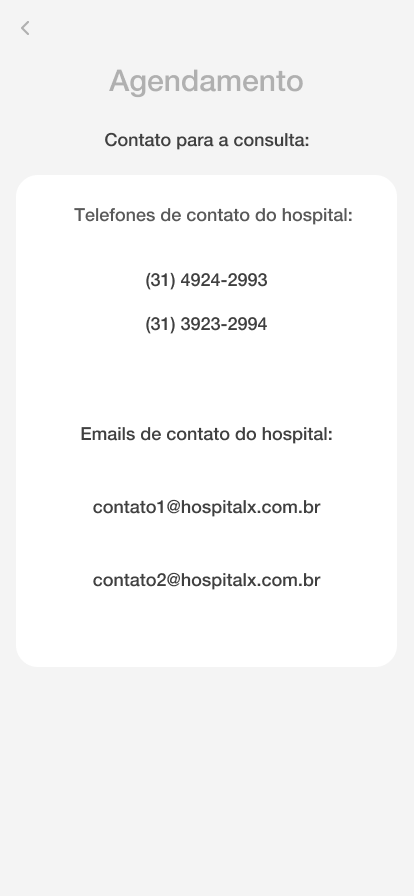 Agendamento
Contato para a consulta:
Telefones de contato do hospital:
(31) 4924-2993
(31) 3923-2994
Emails de contato do hospital:
contato1@hospitalx.com.br
contato2@hospitalx.com.br